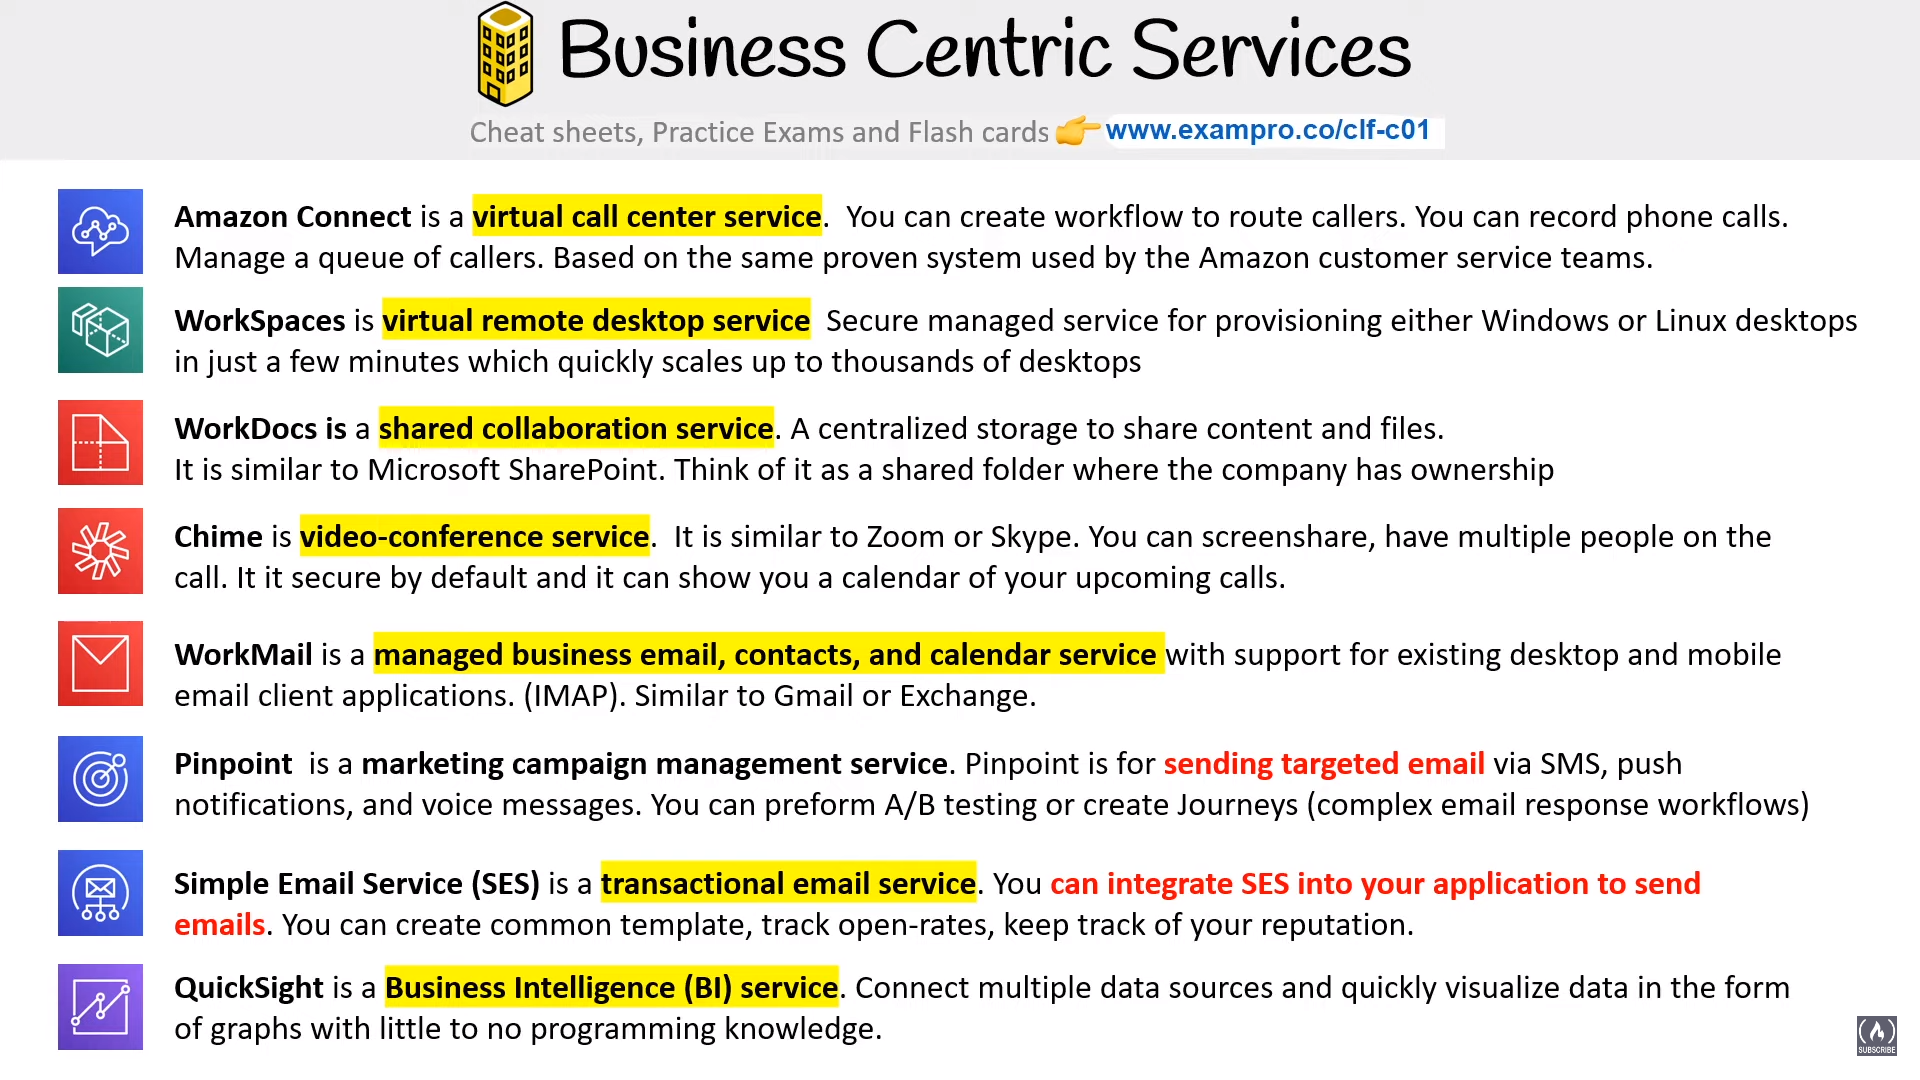 Business Centric Services
Cheat sheets, Practice Exams and Flash cards 👉 www.exampro.co/clf-c01
Amazon Connect is a virtual call center service. You can create workflow to route callers. You can record phone calls.
Manage a queue of callers. Based on the same proven system used by the Amazon customer service teams.
WorkSpaces is virtual remote desktop service Secure managed service for provisioning either Windows or Linux desktops
in just a few minutes which quickly scales up to thousands of desktops
WorkDocs is a shared collaboration service. A centralized storage to share content and files.
It is similar to Microsoft SharePoint. Think of it as a shared folder where the company has ownership
Chime is video-conference service. It is similar to Zoom or Skype. You can screenshare, have multiple people on the
call. It it secure by default and it can show you a calendar of your upcoming calls.
WorkMail is a managed business email, contacts, and calendar service with support for existing desktop and mobile
email client applications. (IMAP). Similar to Gmail or Exchange.
Pinpoint is a marketing campaign management service. Pinpoint is for sending targeted email via SMS, push
notifications, and voice messages. You can preform A/B testing or create Journeys (complex email response workflows)
Simple Email Service (SES) is a transactional email service. You can integrate SES into your application to send
emails. You can create common template, track open-rates, keep track of your reputation.
QuickSight is a Business Intelligence (BI) service. Connect multiple data sources and quickly visualize data in the form
of graphs with little to no programming knowledge.
SUBSCRIBE